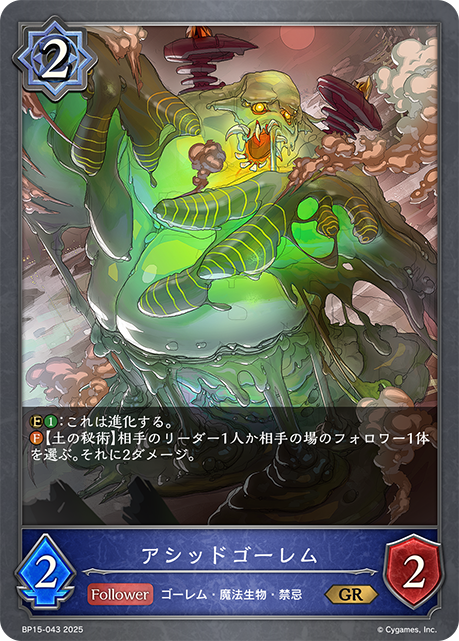 2
E 1:これは進化する。
F【土の秘術】相手のリーダー1人か相手の場のフォロワー1体
を選ぶ。それに2ダメージ。
アシッドゴーレム
2
Follower
ゴーレム・魔法生物・禁忌
GR
2
BP15-043 2025
© Cygames, Inc.